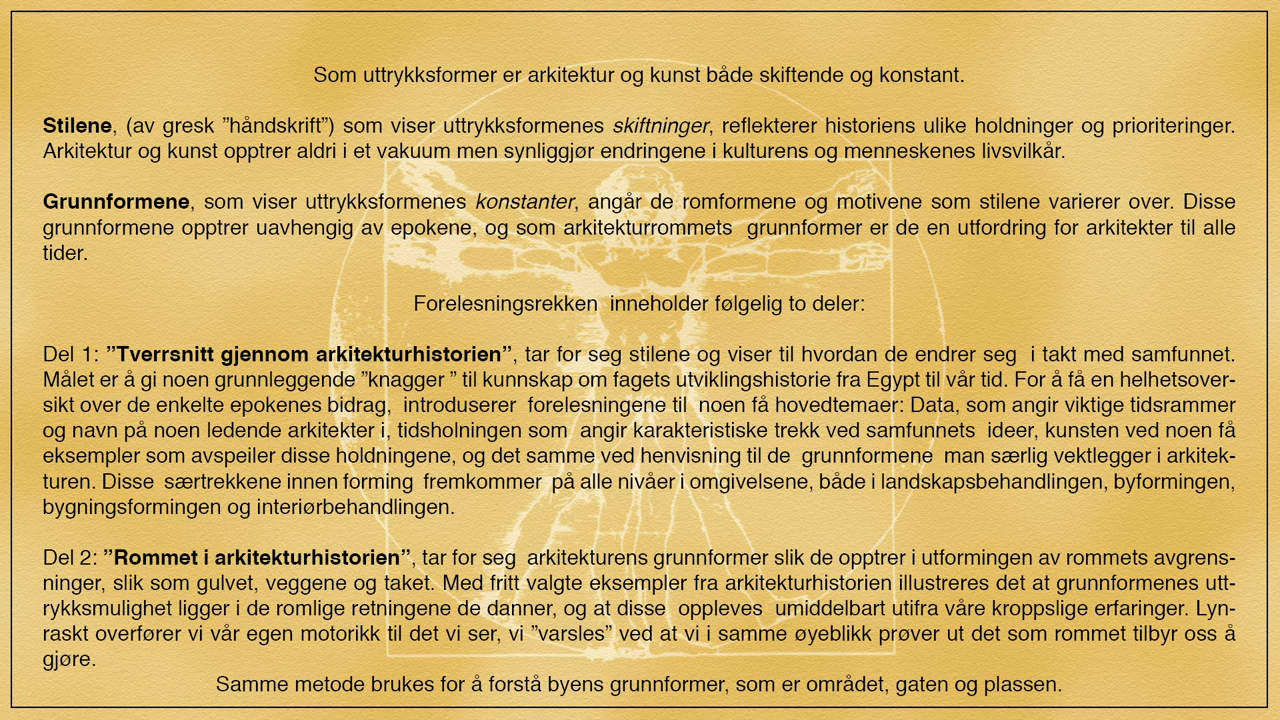 Som uttrykksformer er arkitektur og kunst både skiftende og konstant.
Stilene, (av gresk ”håndskrift”) som viser uttrykksformenes skiftninger, reflekterer historiens ulike holdninger og prioriteringer.
Arkitektur og kunst opptrer aldri i et vakuum men synliggjør endringene i kulturens og menneskenes livsvilkår.
Grunnformene, som viser uttrykksformenes konstanter, angår de romformene og motivene som stilene varierer over. Disse
grunnformene opptrer uavhengig av epokene, og som arkitekturrommets grunnformer er de en utfordring for arkitekter til alle
tider.
Forelesningsrekken inneholder følgelig to deler:
Del 1: ”Tverrsnitt gjennom arkitekturhistorien”, tar for seg stilene og viser til hvordan de endrer seg i takt med samfunnet.
Målet er å gi noen grunnleggende ”knagger ” til kunnskap om fagets utviklingshistorie fra Egypt til vår tid. For å få en helhetsover-
sikt over de enkelte epokenes bidrag, introduserer forelesningene til noen få hovedtemaer: Data, som angir viktige tidsrammer
og navn på noen ledende arkitekter i, tidsholningen som angir karakteristiske trekk ved samfunnets ideer, kunsten ved noen få
eksempler som avspeiler disse holdningene, og det samme ved henvisning til de grunnformene man særlig vektlegger i arkitek-
turen. Disse særtrekkene innen forming fremkommer på alle nivåer i omgivelsene, både i landskapsbehandlingen, byformingen,
bygningsformingen og interiørbehandlingen.
Del 2: ”Rommet i arkitekturhistorien”, tar for seg arkitekturens grunnformer slik de opptrer i utformingen av rommets avgrens-
ninger, slik som gulvet, veggene og taket. Med fritt valgte eksempler fra arkitekturhistorien illustreres det at grunnformenes utt-
rykksmulighet ligger i de romlige retningene de danner, og at disse oppleves umiddelbart utifra våre kroppslige erfaringer. Lyn-
raskt overfører vi vår egen motorikk til det vi ser, vi ”varsles” ved at vi i samme øyeblikk prøver ut det som rommet tilbyr oss å
gjøre.
Samme metode brukes for å forstå byens grunnformer, som er området, gaten og plassen.